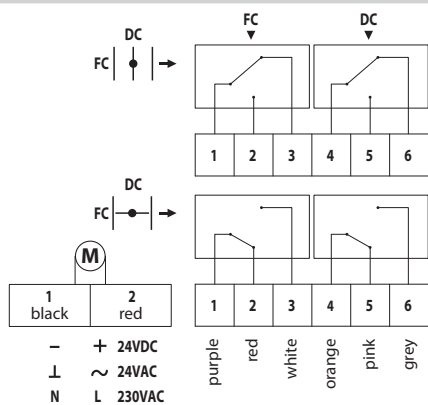 FC DC
DC
FC
1 2 3 4 5 6
DC
FC
M
1 2
black red
1 2 3 4 5 6
purple red white orange pink grey
− + 24VDC
⊥ ~ 24VAC
N L 230VAC